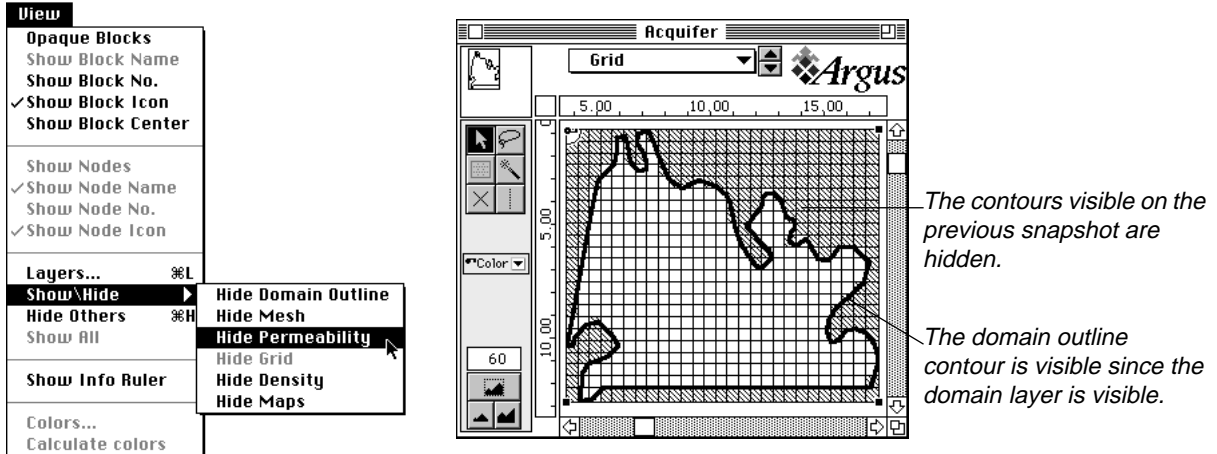 View
Opaque Blocks
Show Block Name
Show Block No.
✓Show Block Icon
Show Block Center
Show Nodes
✓Show Node Name
Show Node No.
✓Show Node Icon
Layers... ⌘L
Show\Hide
Hide Others ⌘H
Show All
Show Info Ruler
Colors...
Calculate colors
Hide Domain Outline
Hide Mesh
Hide Permeability
Hide Grid
Hide Density
Hide Maps
Acquifer
Grid
Argus
5.00 10.00 15.00
0
5.00
10.00
Color
60
The contours visible on the
previous snapshot are
hidden.
The domain outline
contour is visible since the
domain layer is visible.